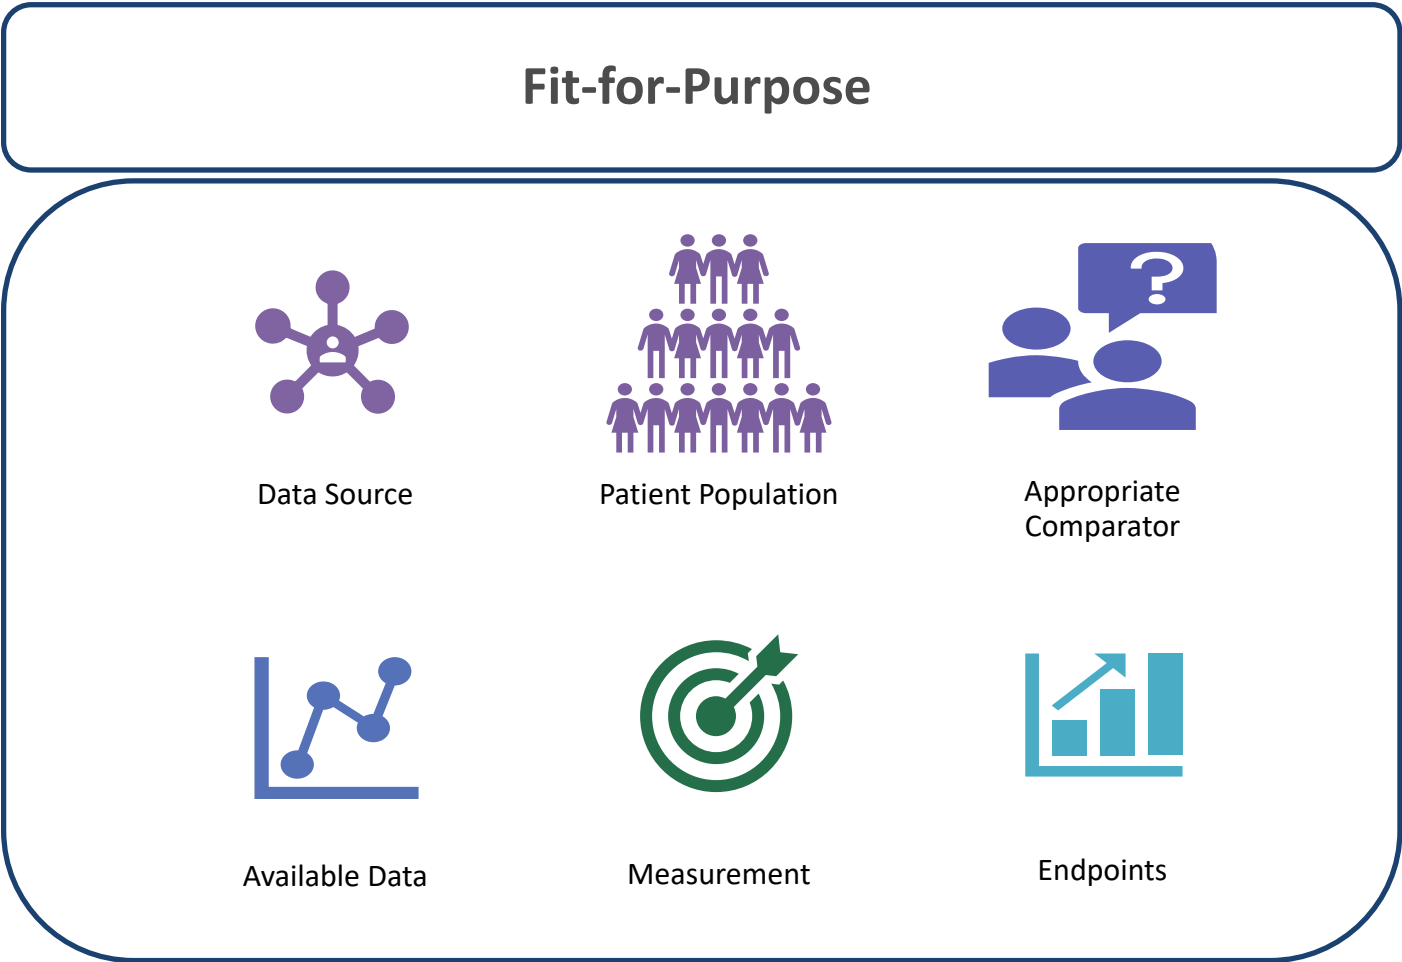 Fit-for-Purpose
?
Data Source
Patient Population
Appropriate
Comparator
Available Data
Measurement
Endpoints